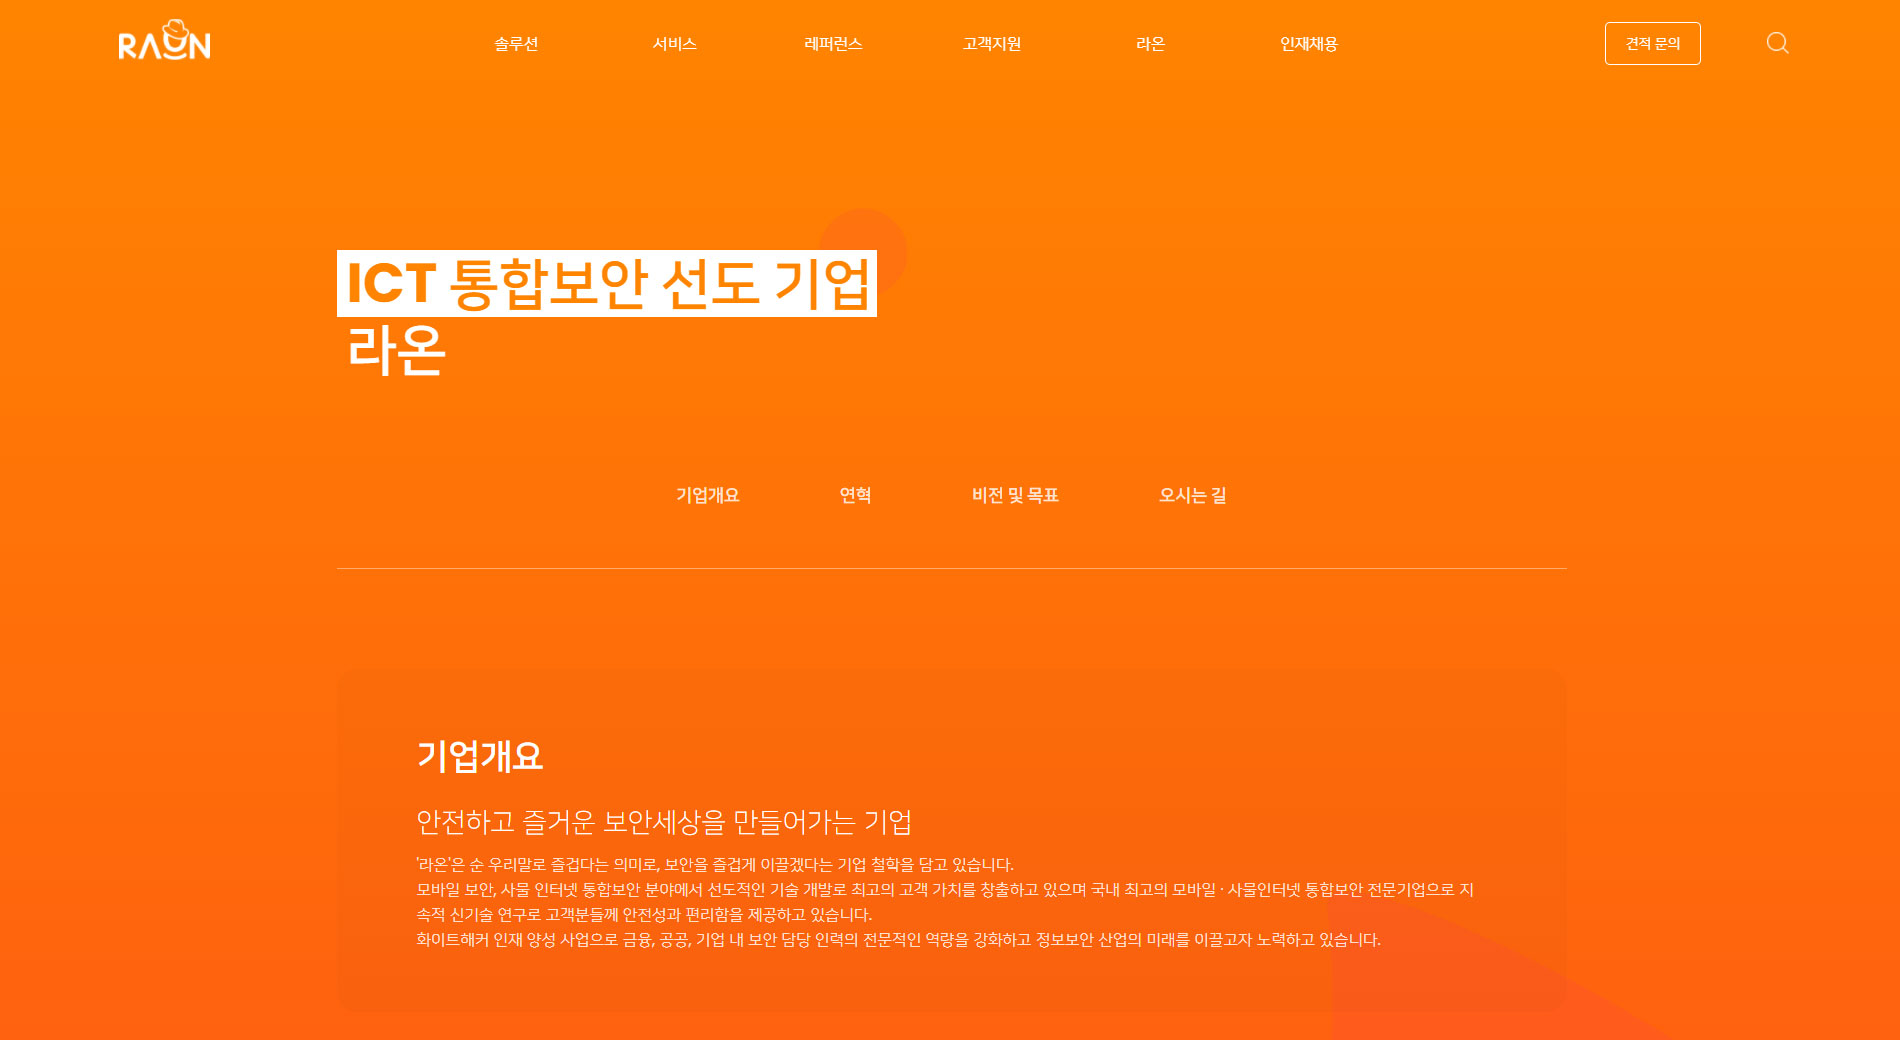 RAON
솔루션
서비스
레퍼런스
고객지원
라온
인재채용
견적 문의
ICT 통합보안 선도 기업
라온
기업개요
연혁
비전 및 목표
오시는 길
기업개요
안전하고 즐거운 보안세상을 만들어가는 기업
'라온'은 순 우리말로 즐겁다는 의미로, 보안을 즐겁게 이끌겠다는 기업 철학을 담고 있습니다.
모바일 보안, 사물 인터넷 통합보안 분야에서 선도적인 기술 개발로 최고의 고객 가치를 창출하고 있으며 국내 최고의 모바일 · 사물인터넷 통합보안 전문기업으로 지
속적 신기술 연구로 고객분들께 안전성과 편리함을 제공하고 있습니다.
화이트해커 인재 양성 사업으로 금융, 공공, 기업 내 보안 담당 인력의 전문적인 역량을 강화하고 정보보안 산업의 미래를 이끌고자 노력하고 있습니다.